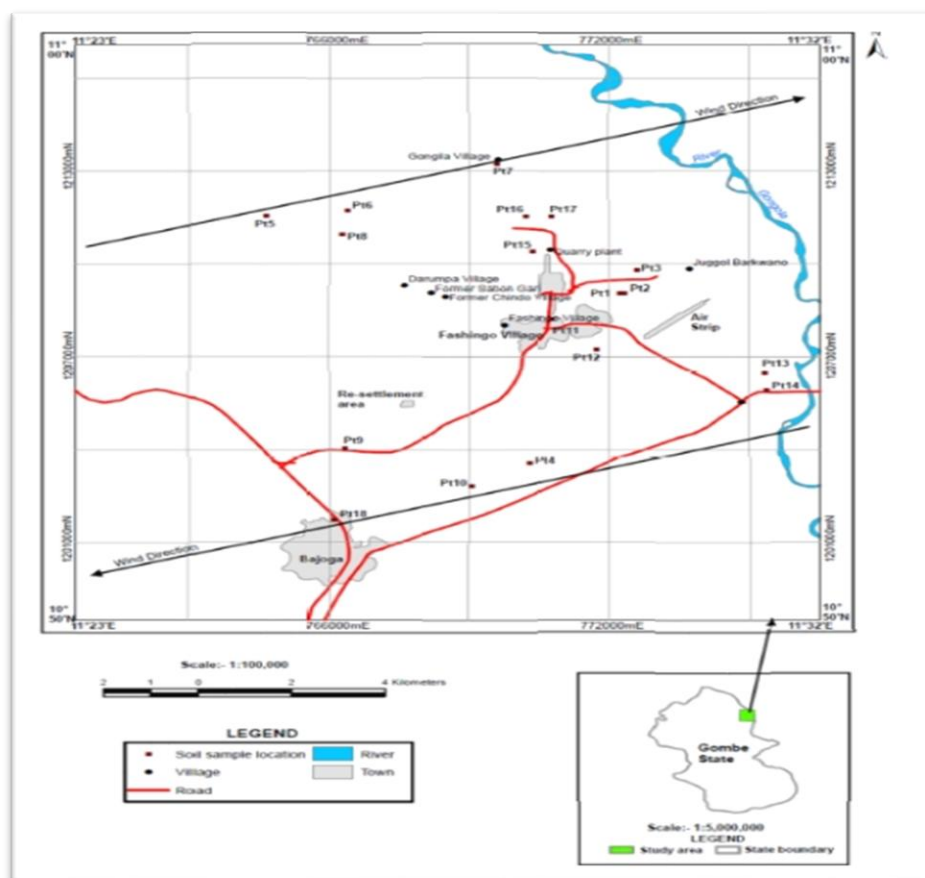 11°23'E 766000mE 772000mE 11°32'E
11°
00'N
11°
00'N
Wind Direction
River
Gongola
Gonglia Village
Pt7
1213000mN
1213000mN
Pt6
Pt5
Pt8
Pt16
Pt17
Pt15
Quarry plant
Pt3
Juggol Barkwano
Darumpa Village
Former Sabon Gari
Former Chindo Village
Pt1
Pt2
Fashingo Village
Fashingo Village
Pt11
Air
Strip
Pt12
1207000mN
Pt13
Pt14
Re-settlement
area
Pt9
Pt4
Pt10
Pt18
1201000mN
1201000mN
Wind Direction
Bajoga
10°
50'N
10°
50'N
11°23'E 766000mE 772000mE 11°32'E
Scale:- 1:100,000
2 1 0 2 4 Kilometers
LEGEND
Soil sample location
River
Village
Town
Road
Gombe
State
Scale:- 1:5,000,000
LEGEND
Study area
State boundary